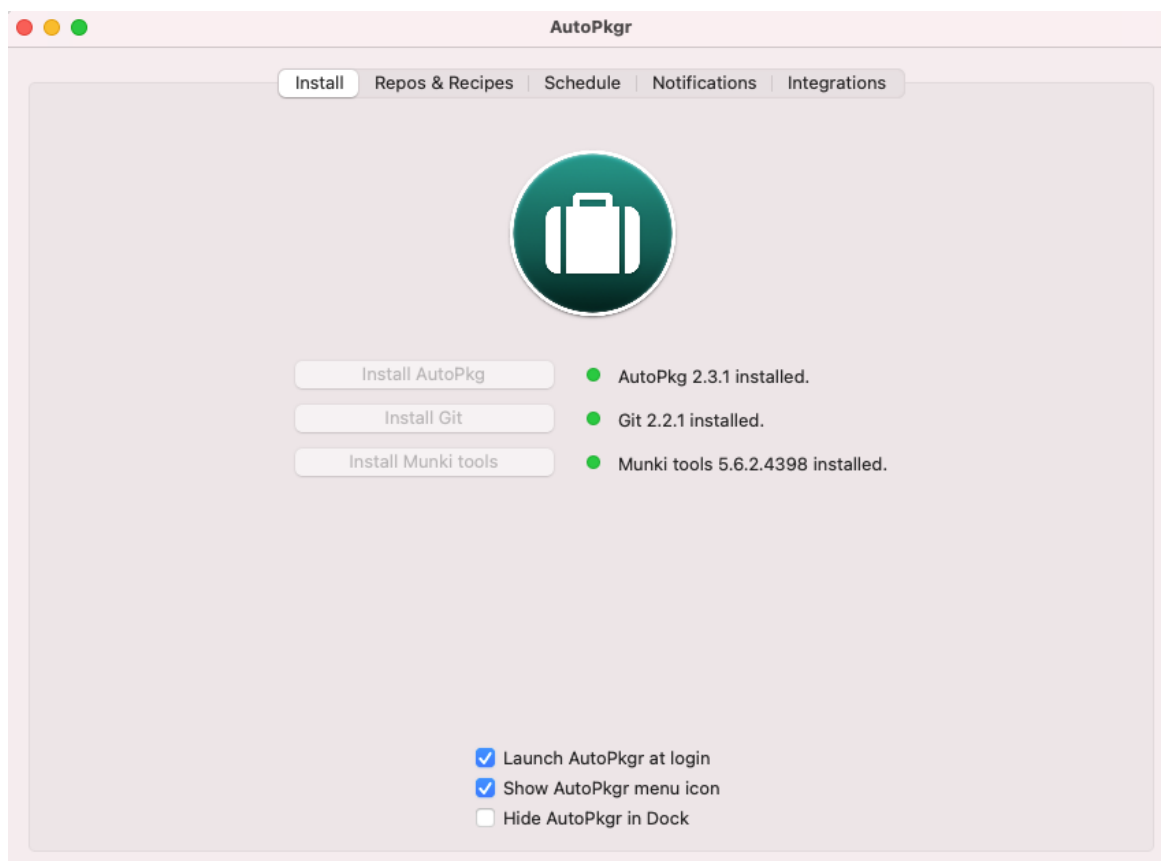 AutoPkgr
Install Repos & Recipes Schedule Notifications Integrations
Install AutoPkg AutoPkg 2.3.1 installed.
Install Git Git 2.2.1 installed.
Install Munki tools Munki tools 5.6.2.4398 installed.
Launch AutoPkgr at login
Show AutoPkgr menu icon
Hide AutoPkgr in Dock